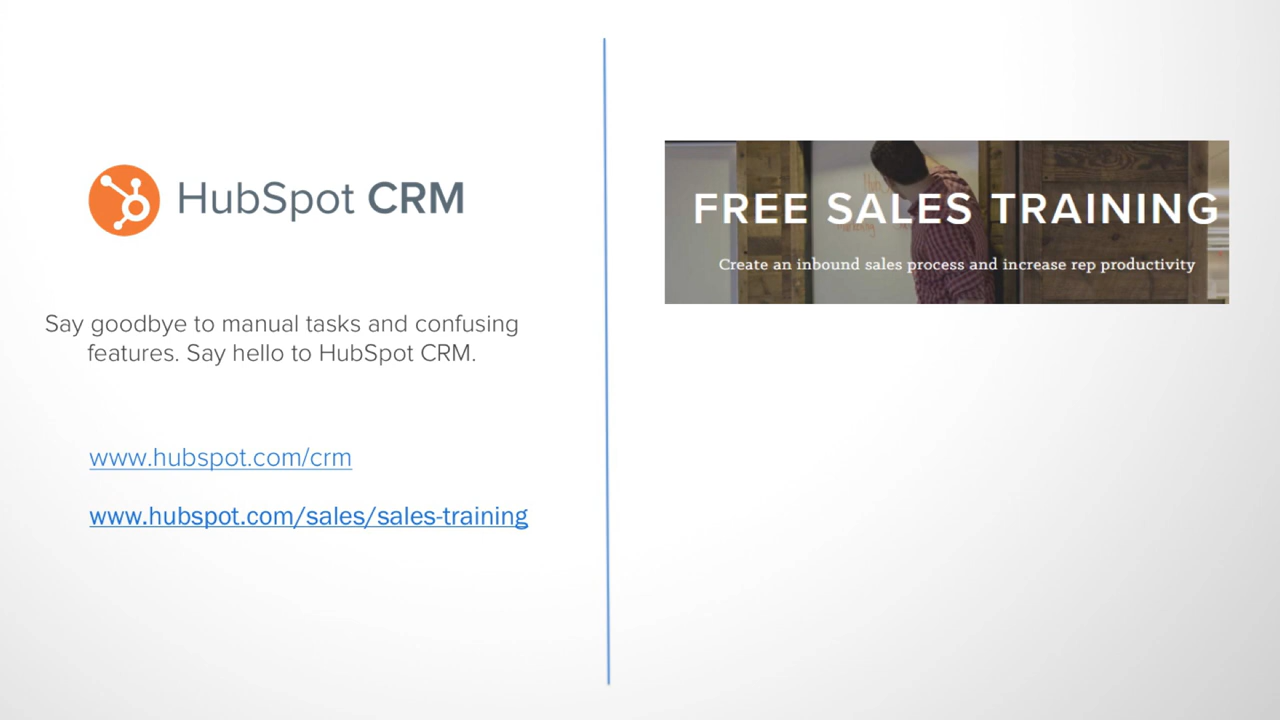 HubSpot CRM
Say goodbye to manual tasks and confusing
features. Say hello to HubSpot CRM.
www.hubspot.com/crm
www.hubspot.com/sales/sales-training
FREE SALES TRAINING
Create an inbound sales process and increase rep productivity